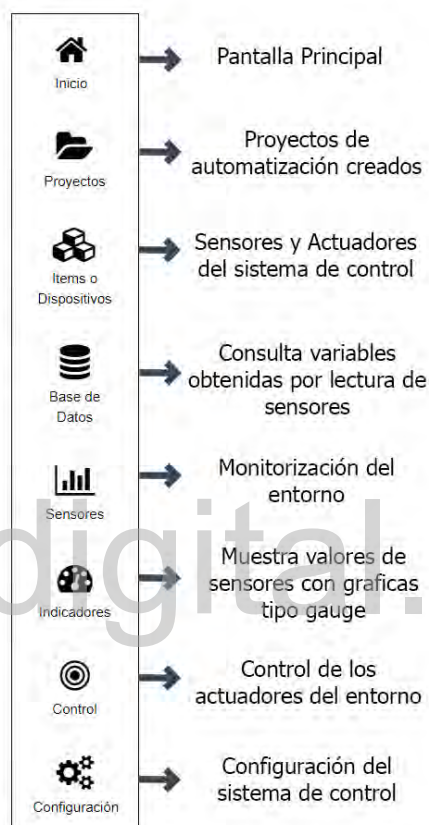 Inicio
Pantalla Principal
Proyectos
Proyectos de
automatización creados
Items o
Dispositivos
Sensores y Actuadores
del sistema de control
Base de
Datos
Consulta variables
obtenidas por lectura de
sensores
Sensores
Monitorización del
entorno
Indicadores
Muestra valores de
sensores con graficas
tipo gauge
Control
Control de los
actuadores del entorno
Configuración
Configuración del
sistema de control
digital.